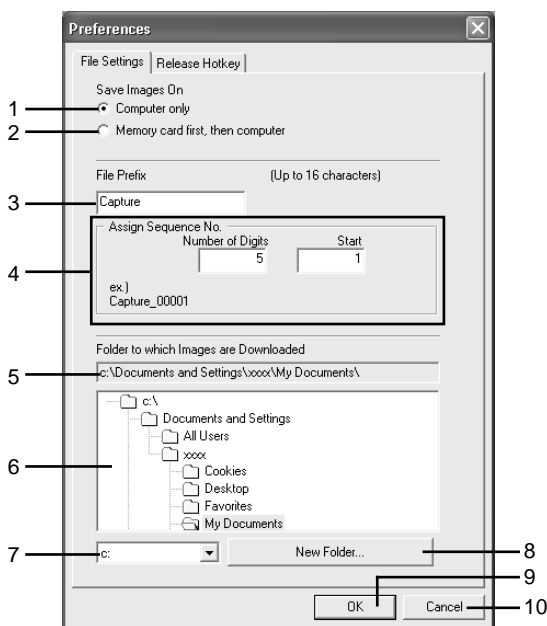 Preferences
File Settings Release Hotkey
Save Images On
1 Computer only
2 Memory card first, then computer
File Prefix (Up to 16 characters)
3 Capture
Assign Sequence No.
Number of Digits Start
4 5 1
ex.)
Capture_00001
Folder to which Images are Downloaded
5 c:\Documents and Settings\xxxx\My Documents\
c:\
Documents and Settings
All Users
6 xxxx
Cookies
Desktop
Favorites
My Documents
7 c: New Folder... 8
9
OK Cancel 10